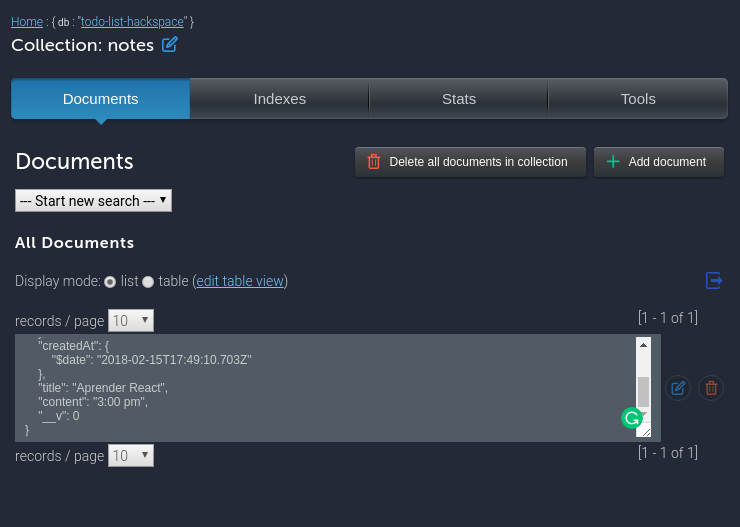 Home : { db : "todo-list-hackspace" }
Collection: notes
Documents Indexes Stats Tools
Documents
Delete all documents in collection
Add document
--- Start new search ---
All Documents
Display mode: list table (edit table view)
records / page 10 [1 - 1 of 1]
"createdAt": {
"$date": "2018-02-15T17:49:10.703Z"
},
"title": "Aprender React",
"content": "3:00 pm",
"__v": 0
}
records / page 10 [1 - 1 of 1]